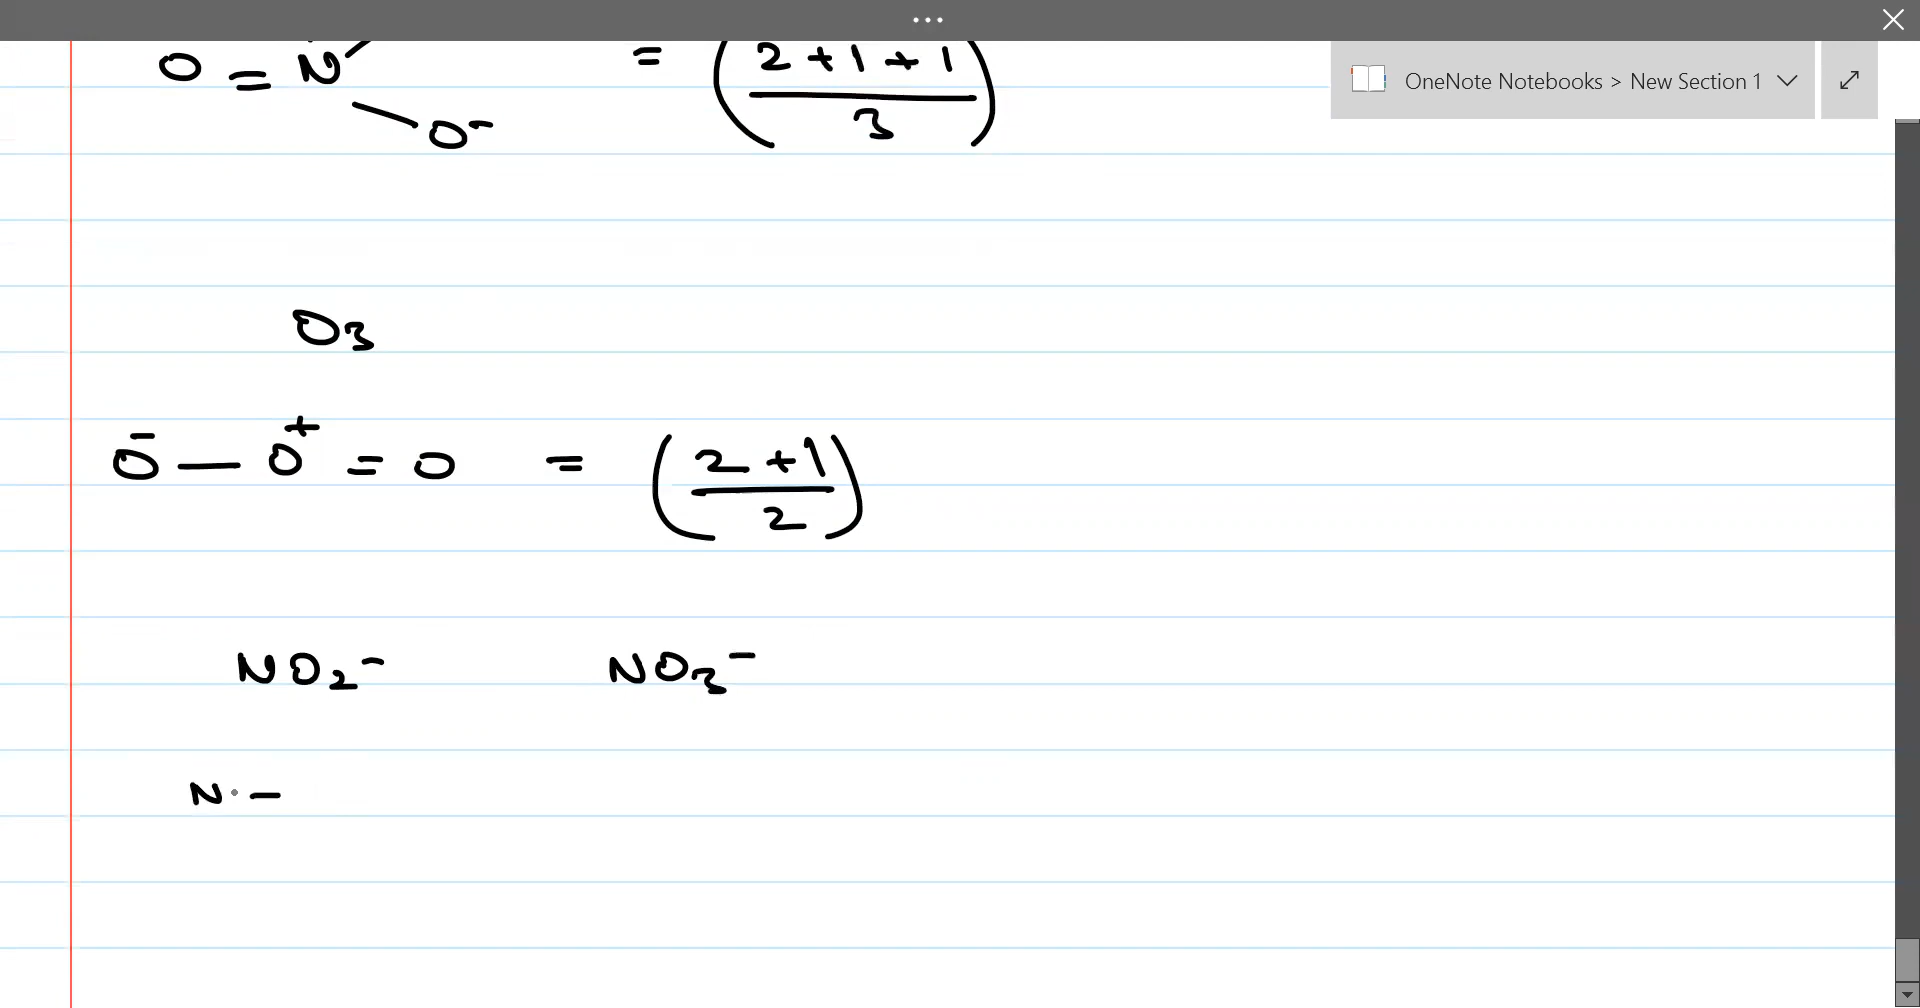 ...
OneNote Notebooks > New Section 1
O = N
O⁻
= (2 + 1 + 1 / 3)
O₃
O⁻ — O⁺ = O = (2 + 1 / 2)
NO₂⁻ NO₃⁻
N · —